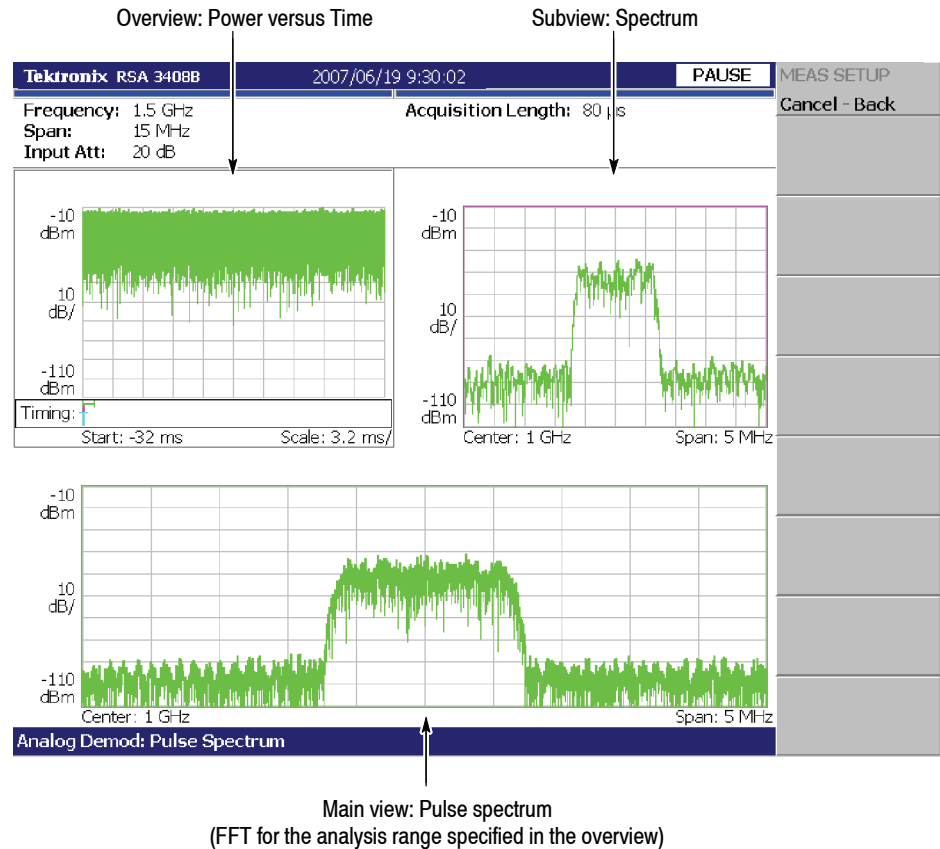 Overview: Power versus Time
Subview: Spectrum
Tektronix RSA 3408B 2007/06/19 9:30:02 PAUSE
MEAS SETUP
Cancel - Back
Frequency: 1.5 GHz
Acquisition Length: 80 µs
Span: 15 MHz
Input Att: 20 dB
-10
dBm
10
dB/
-110
dBm
Timing:
Start: -32 ms Scale: 3.2 ms/
-10
dBm
10
dB/
-110
dBm
Center: 1 GHz Span: 5 MHz
-10
dBm
10
dB/
-110
dBm
Center: 1 GHz Span: 5 MHz
Analog Demod: Pulse Spectrum
Main view: Pulse spectrum
(FFT for the analysis range specified in the overview)